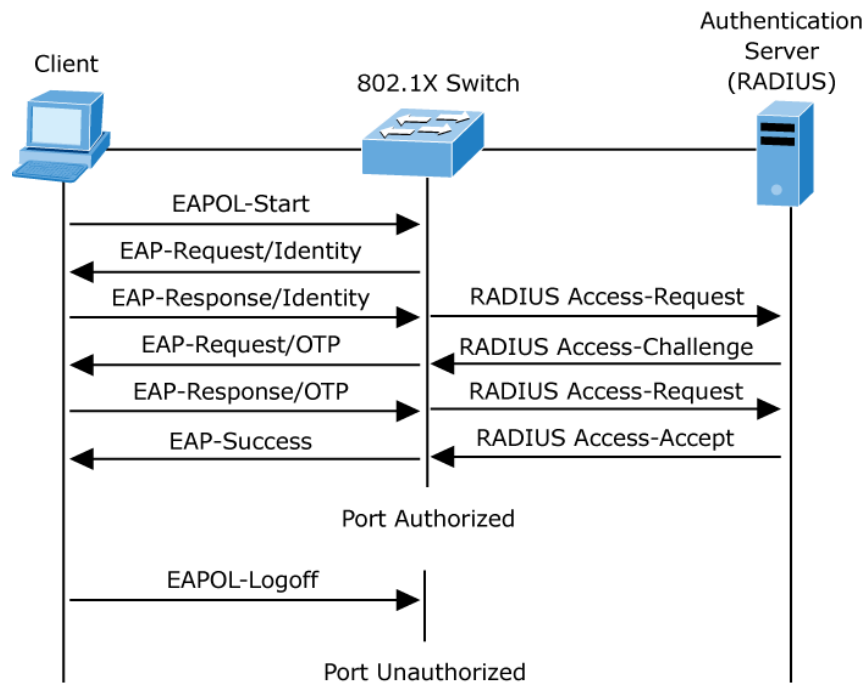 Authentication
Server
(RADIUS)
Client
802.1X Switch
EAPOL-Start
EAP-Request/Identity
EAP-Response/Identity
RADIUS Access-Request
EAP-Request/OTP
RADIUS Access-Challenge
EAP-Response/OTP
RADIUS Access-Request
EAP-Success
RADIUS Access-Accept
Port Authorized
EAPOL-Logoff
Port Unauthorized